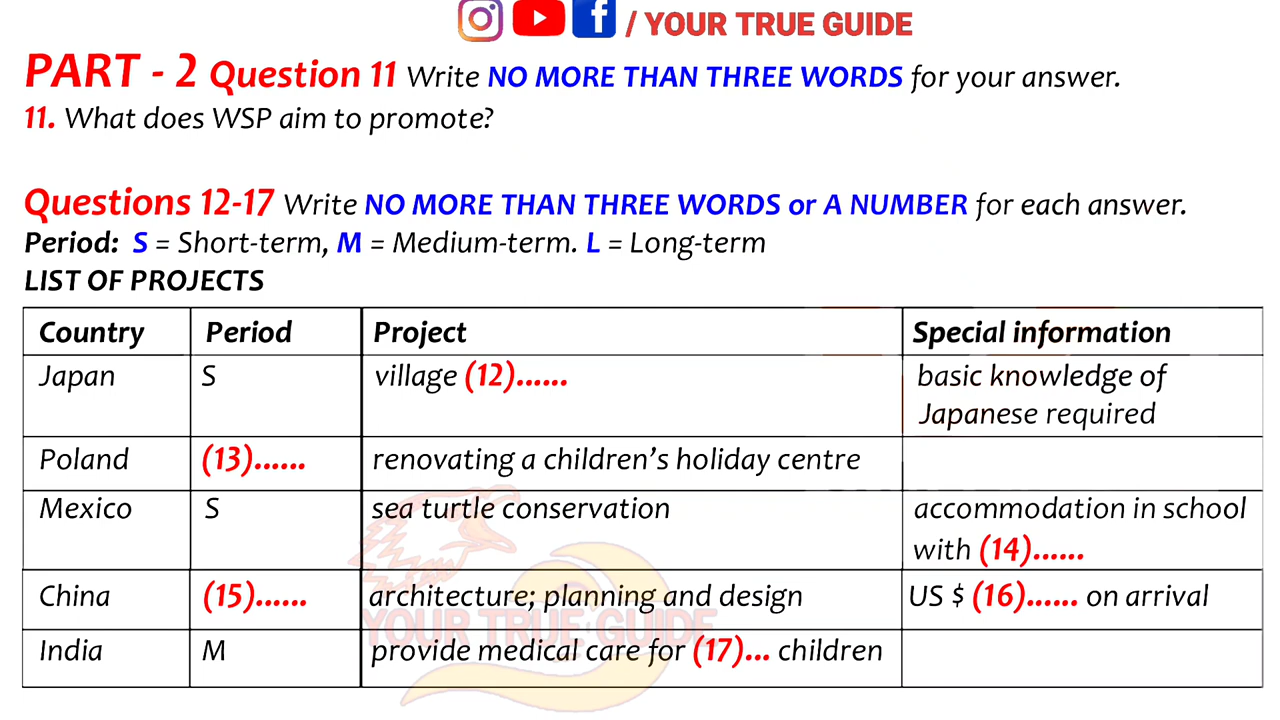 / YOUR TRUE GUIDE
PART - 2 Question 11 Write NO MORE THAN THREE WORDS for your answer.
11. What does WSP aim to promote?
Questions 12-17 Write NO MORE THAN THREE WORDS or A NUMBER for each answer.
Period: S = Short-term, M = Medium-term. L = Long-term
LIST OF PROJECTS
Country Period Project Special information
Japan S village (12)...... basic knowledge of
Japanese required
Poland (13)...... renovating a children's holiday centre
Mexico S sea turtle conservation accommodation in school
with (14)......
China (15)...... architecture; planning and design US $ (16)...... on arrival
YOUR TRUE GUIDE
India M provide medical care for (17)... children